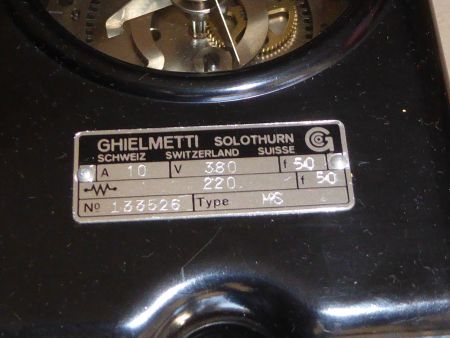 GHIELMETTI SOLOTHURN G
SCHWEIZ SWITZERLAND SUISSE
A 10 V 380 f 50
220 f 50
No 133526 Type MS